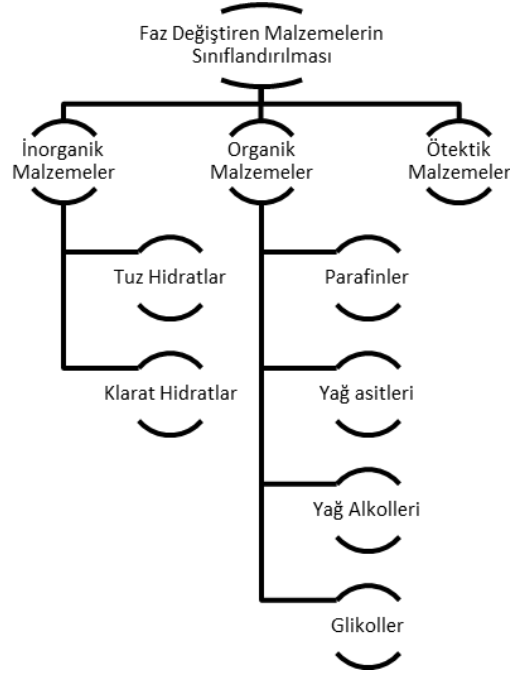 Faz Değiştiren Malzemelerin
Sınıflandırılması
İnorganik
Malzemeler
Tuz Hidratlar
Klarat Hidratlar
Organik
Malzemeler
Parafinler
Yağ asitleri
Yağ Alkolleri
Glikoller
Ötektik
Malzemeler